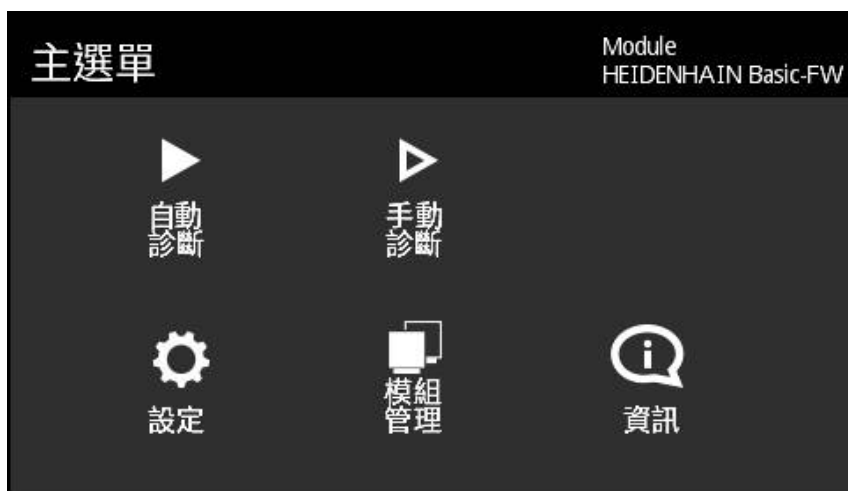 主選單
Module
HEIDENHAIN Basic-FW
自動
診斷
手動
診斷
設定
模組
管理
資訊